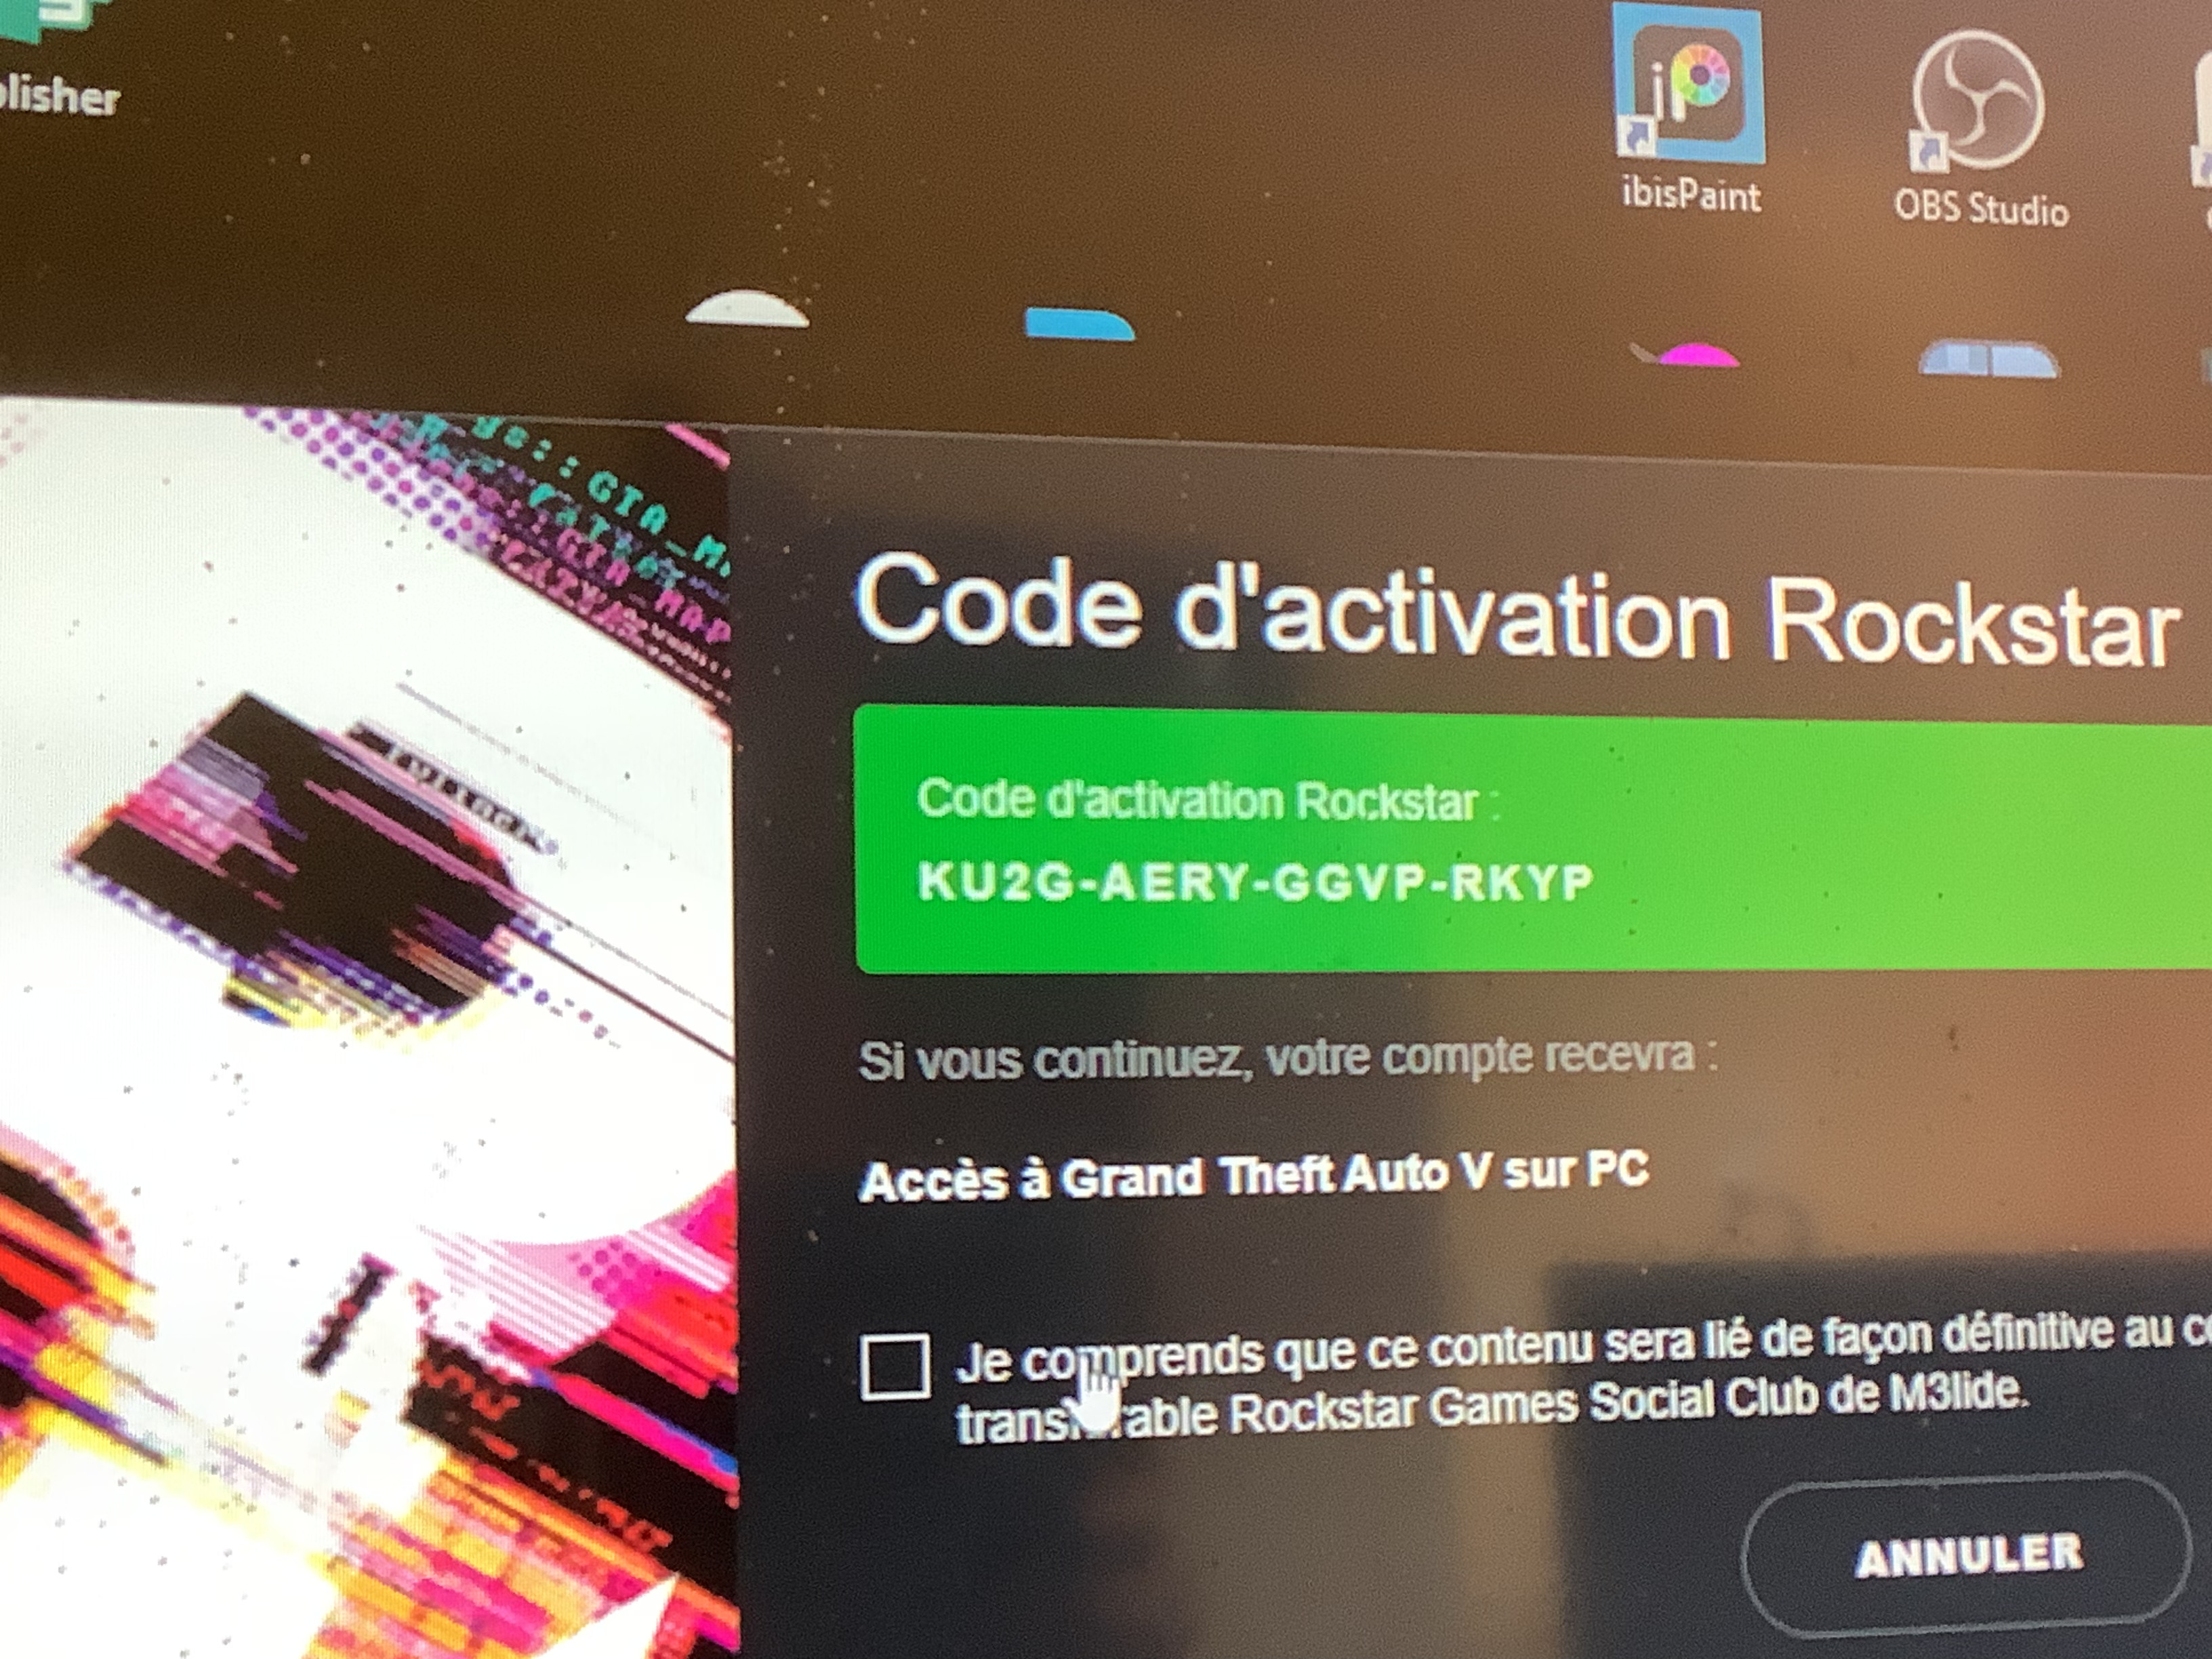 ibisPaint
OBS Studio
Code d'activation Rockstar
Code d'activation Rockstar :
KU2G-AERY-GGVP-RKYP
Si vous continuez, votre compte recevra :
Accès à Grand Theft Auto V sur PC
Je comprends que ce contenu sera lié de façon définitive au
Rockstar Games Social Club de M3lide.
ANNULER